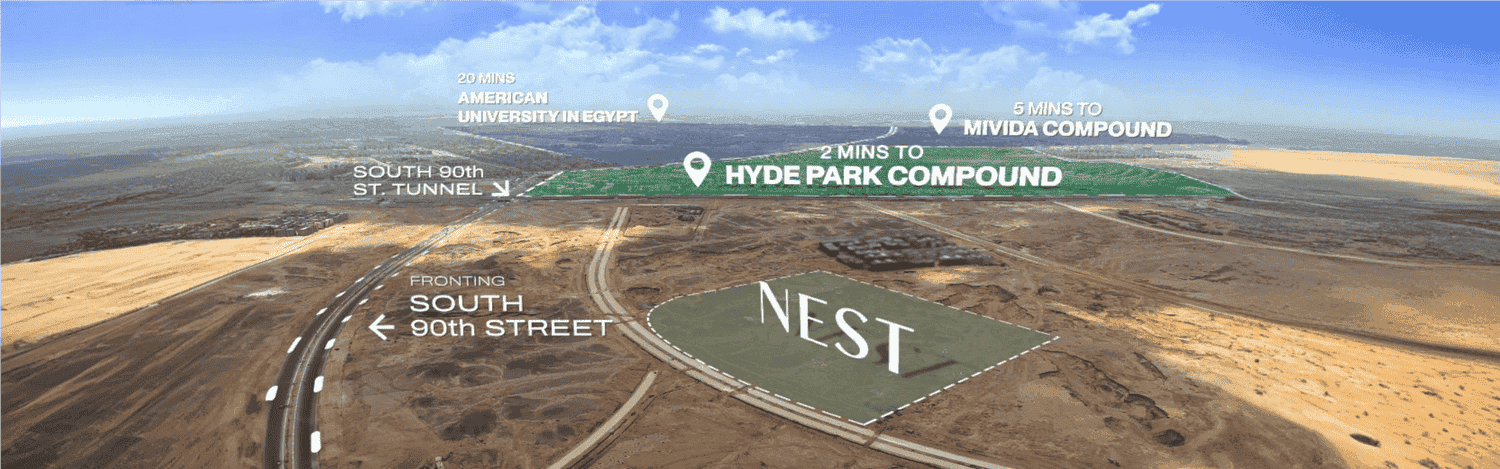 20 MINS
AMERICAN
UNIVERSITY IN EGYPT
5 MINS TO
MIVIDA COMPOUND
2 MINS TO
HYDE PARK COMPOUND
SOUTH 90th
ST. TUNNEL
FRONTING
SOUTH
90th STREET
NEST